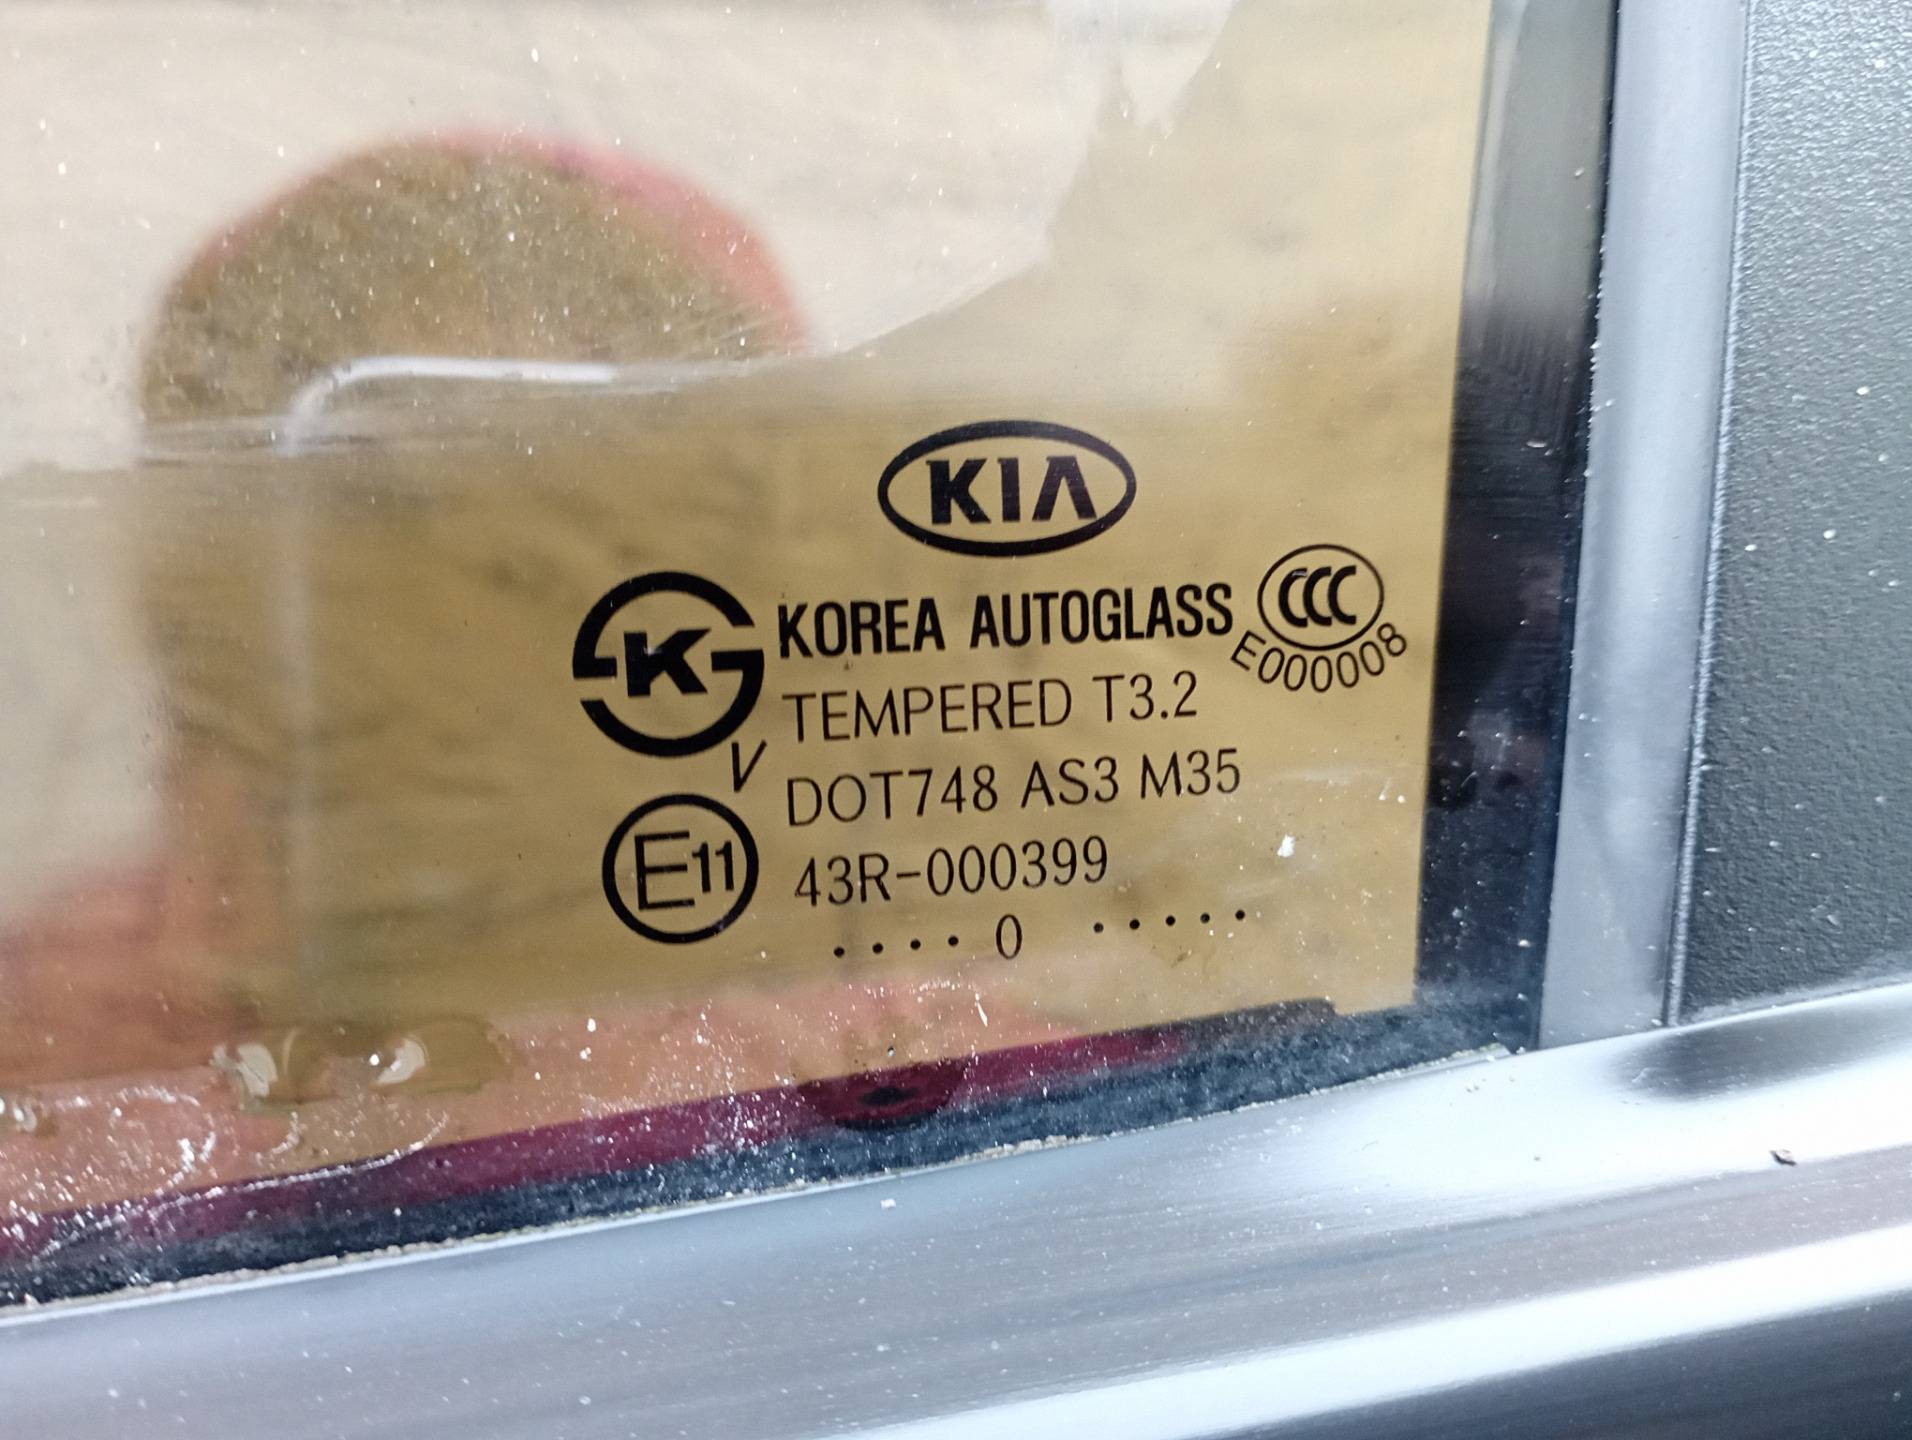 KIA
CCC
E000008
K
KOREA AUTOGLASS
TEMPERED T3.2
V
DOT748 AS3 M35
E11
43R-000399
....0 .....